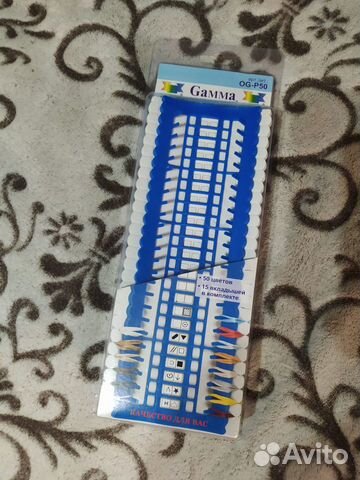 Gamma
OG-P50
• 50 цветов
• 15 вкладышей
в комплекте
КАЧЕСТВО ДЛЯ ВАС
Avito